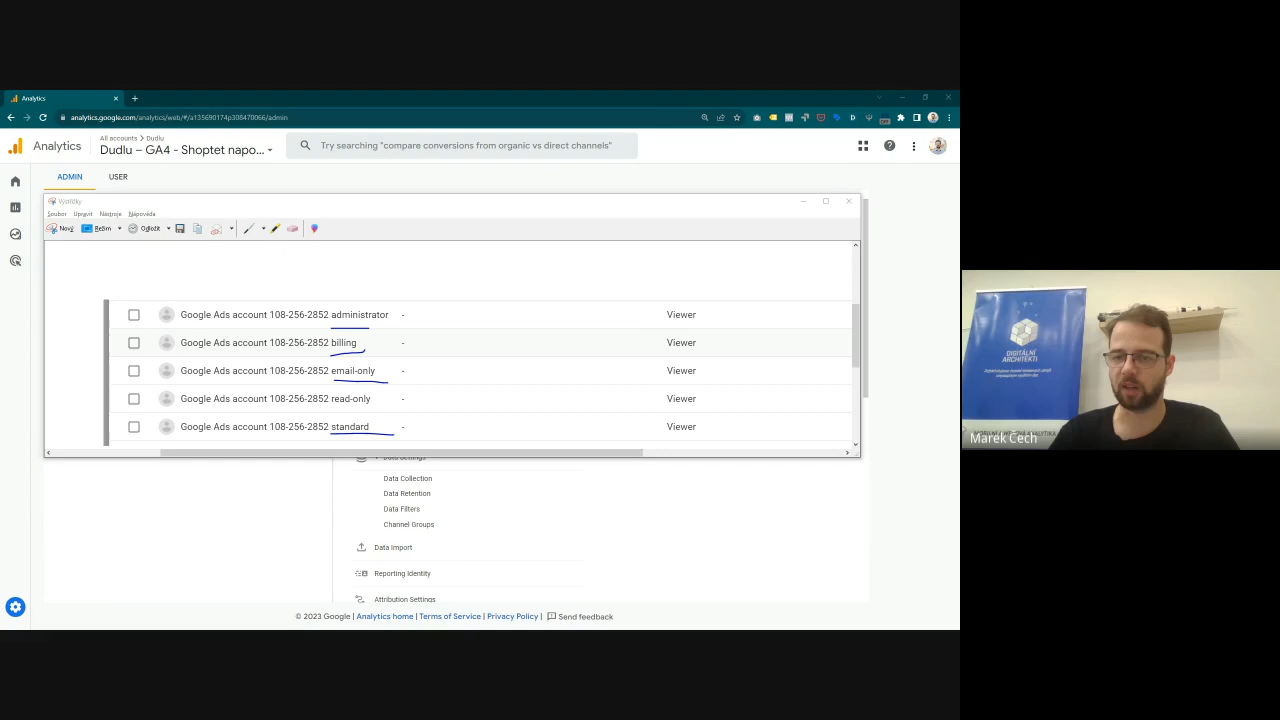 Analytics
analytics.google.com/analytics/web/#/a135690174p308470066/admin
Analytics
All accounts > Dudlu
Dudlu – GA4 - Shoptet nápo...
Try searching "compare conversions from organic vs direct channels"
ADMIN
USER
Výstřižky
Soubor Upravit Nástroje Nápověda
Nový Režim Odložit
Google Ads account 108-256-2852 administrator - Viewer
Google Ads account 108-256-2852 billing - Viewer
Google Ads account 108-256-2852 email-only - Viewer
Google Ads account 108-256-2852 read-only - Viewer
Google Ads account 108-256-2852 standard - Viewer
Data Settings
Data Collection
Data Retention
Data Filters
Channel Groups
Data Import
Reporting Identity
Attribution Settings
© 2023 Google | Analytics home | Terms of Service | Privacy Policy | Send feedback
DIGITÁLNÍ
ARCHITEKTI
ANALYTIKA
Marek Čech